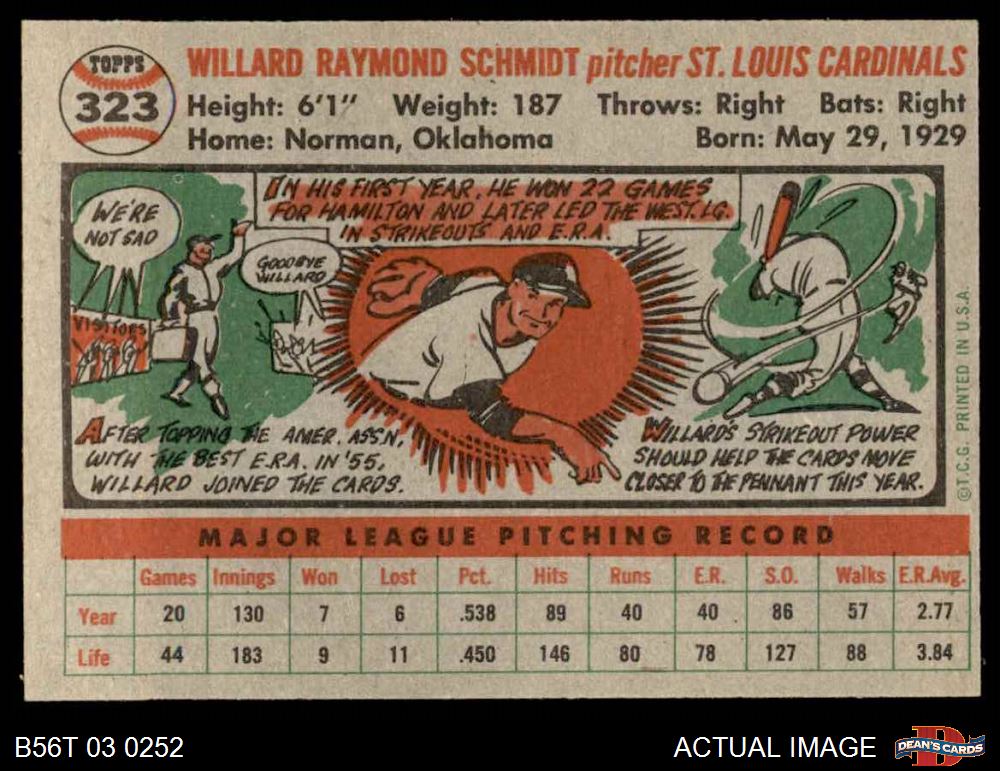 TOPPS
323
WILLARD RAYMOND SCHMIDT pitcher ST. LOUIS CARDINALS
Height: 6'1" Weight: 187 Throws: Right Bats: Right
Home: Norman, Oklahoma Born: May 29, 1929
IN HIS FIRST YEAR, HE WON 22 GAMES
FOR HAMILTON AND LATER LED THE WEST. LG.
IN STRIKEOUTS AND E.R.A.
WE'RE
NOT SAD
GOODBYE
WILLARD
VISITORS
AFTER TOPPING THE AMER. ASS'N.
WITH THE BEST E.R.A. IN '55,
WILLARD JOINED THE CARDS.
WILLARD'S STRIKEOUT POWER
SHOULD HELP THE CARDS MOVE
CLOSER TO THE PENNANT THIS YEAR.
©T.C.G. PRINTED IN U.S.A.
MAJOR LEAGUE PITCHING RECORD
Games Innings Won Lost Pct. Hits Runs E.R. S.O. Walks E.R.Avg.
Year 20 130 7 6 .538 89 40 40 86 57 2.77
Life 44 183 9 11 .450 146 80 78 127 88 3.84
B56T 03 0252
ACTUAL IMAGE
D
DEAN'S CARDS